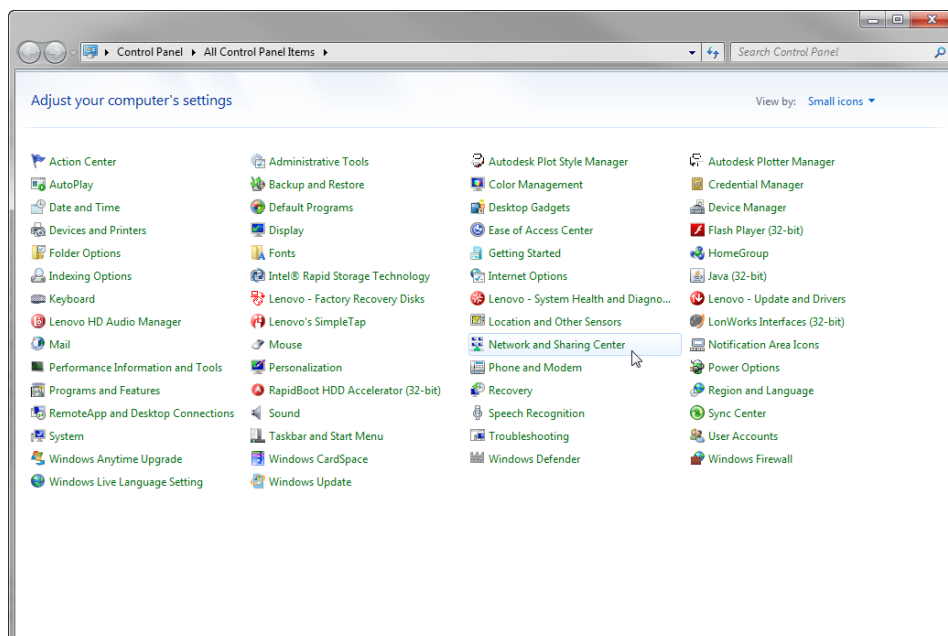 Control Panel All Control Panel Items Search Control Panel
Adjust your computer's settings View by: Small icons
Action Center Administrative Tools Autodesk Plot Style Manager Autodesk Plotter Manager
AutoPlay Backup and Restore Color Management Credential Manager
Date and Time Default Programs Desktop Gadgets Device Manager
Devices and Printers Display Ease of Access Center Flash Player (32-bit)
Folder Options Fonts Getting Started HomeGroup
Indexing Options Intel® Rapid Storage Technology Internet Options Java (32-bit)
Keyboard Lenovo - Factory Recovery Disks Lenovo - System Health and Diagno... Lenovo - Update and Drivers
Lenovo HD Audio Manager Lenovo's SimpleTap Location and Other Sensors LonWorks Interfaces (32-bit)
Mail Mouse Network and Sharing Center Notification Area Icons
Performance Information and Tools Personalization Phone and Modem Power Options
Programs and Features RapidBoot HDD Accelerator (32-bit) Recovery Region and Language
RemoteApp and Desktop Connections Sound Speech Recognition Sync Center
System Taskbar and Start Menu Troubleshooting User Accounts
Windows Anytime Upgrade Windows CardSpace Windows Defender Windows Firewall
Windows Live Language Setting Windows Update